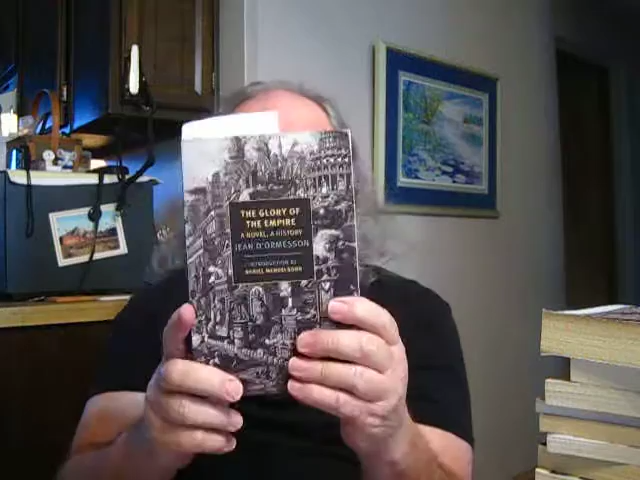 THE GLORY OF
THE EMPIRE
A NOVEL, A HISTORY
JEAN D'ORMESSON
INTRODUCTION BY
DANIEL MENDELSOHN